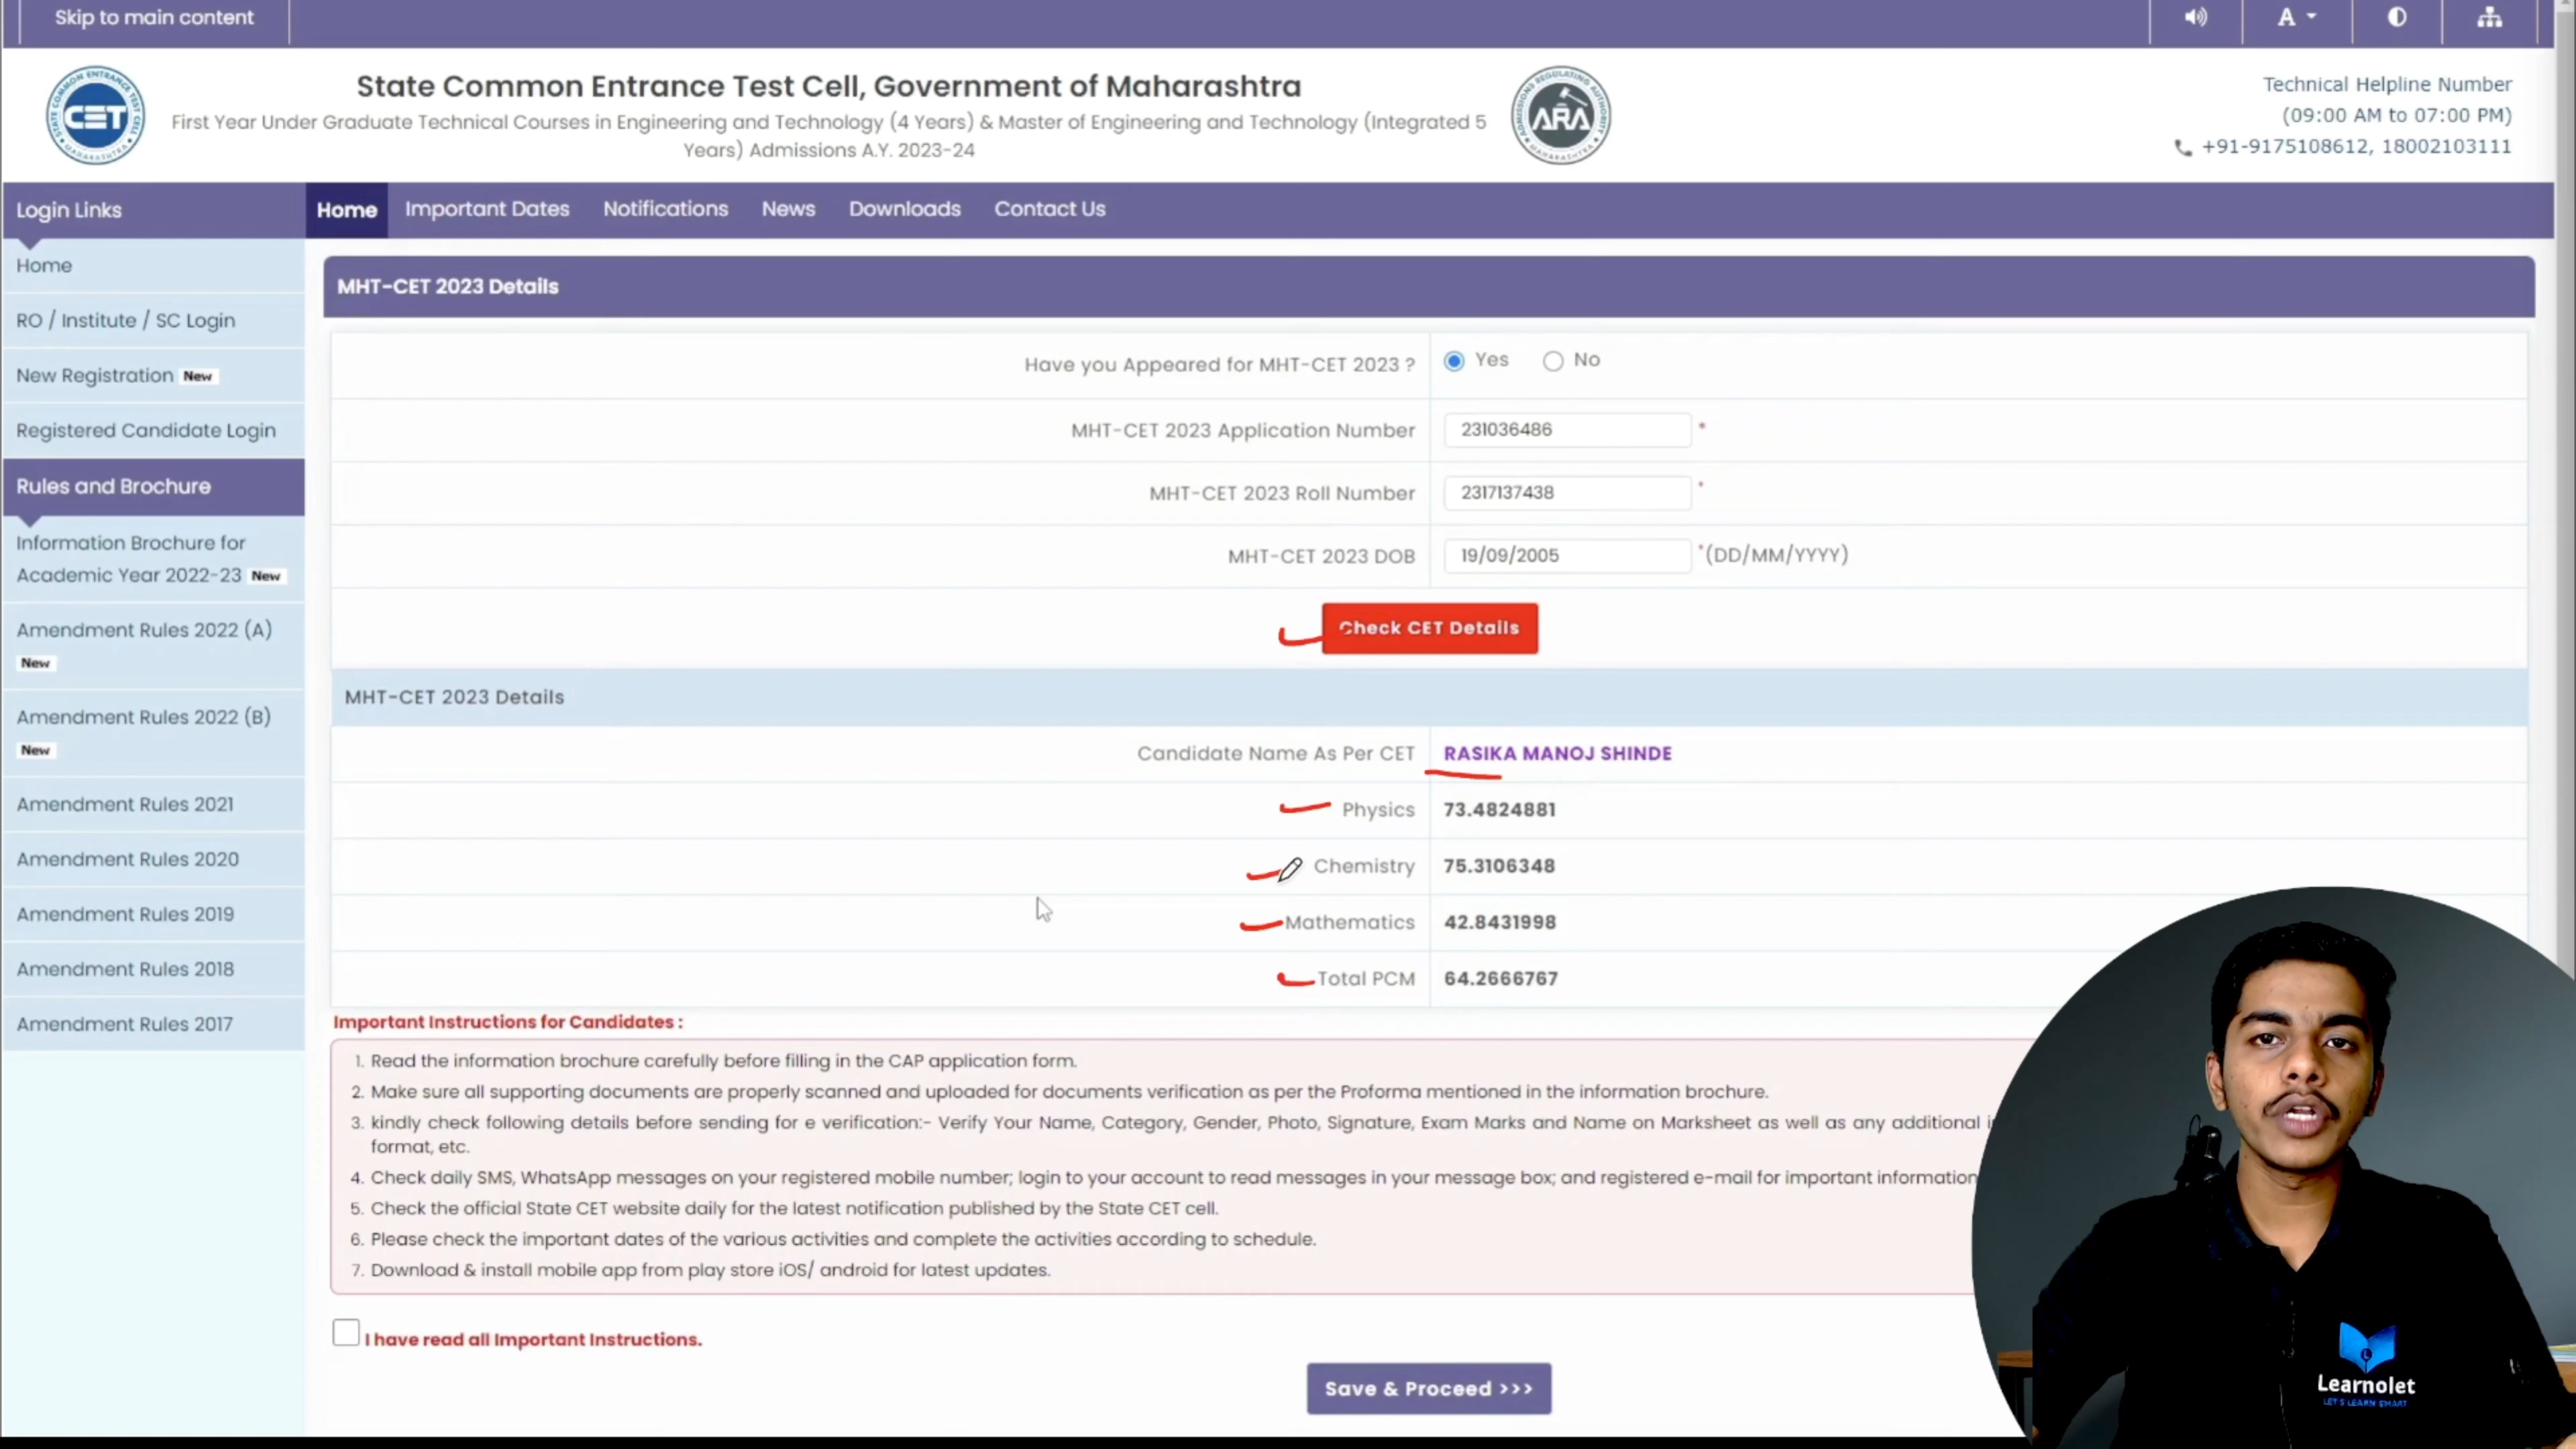 Skip to main content
A
State Common Entrance Test Cell, Government of Maharashtra
First Year Under Graduate Technical Courses in Engineering and Technology (4 Years) & Master of Engineering and Technology (Integrated 5
Years) Admissions A.Y. 2023-24
STATE COMMON ENTRANCE TEST CELL
CET
MAHARASHTRA
ADMISSIONS REGULATING AUTHORITY
ARA
MAHARASHTRA
Technical Helpline Number
(09:00 AM to 07:00 PM)
+91-9175108612, 18002103111
Login Links
Home Important Dates Notifications News Downloads Contact Us
Home
RO / Institute / SC Login
New Registration New
Registered Candidate Login
Rules and Brochure
Information Brochure for
Academic Year 2022-23 New
Amendment Rules 2022 (A)
New
Amendment Rules 2022 (B)
New
Amendment Rules 2021
Amendment Rules 2020
Amendment Rules 2019
Amendment Rules 2018
Amendment Rules 2017
MHT-CET 2023 Details
Have you Appeared for MHT-CET 2023 ? Yes No
MHT-CET 2023 Application Number 231036486 *
MHT-CET 2023 Roll Number 2317137438 *
MHT-CET 2023 DOB 19/09/2005 *(DD/MM/YYYY)
Check CET Details
MHT-CET 2023 Details
Candidate Name As Per CET RASIKA MANOJ SHINDE
Physics 73.4824881
Chemistry 75.3106348
Mathematics 42.8431998
Total PCM 64.2666767
Important Instructions for Candidates :
1. Read the information brochure carefully before filling in the CAP application form.
2. Make sure all supporting documents are properly scanned and uploaded for documents verification as per the Proforma mentioned in the information brochure.
3. kindly check following details before sending for e verification:- Verify Your Name, Category, Gender, Photo, Signature, Exam Marks and Name on Marksheet as well as any additional
format, etc.
4. Check daily SMS, WhatsApp messages on your registered mobile number; login to your account to read messages in your message box; and registered e-mail for important information
5. Check the official State CET website daily for the latest notification published by the State CET cell.
6. Please check the important dates of the various activities and complete the activities according to schedule.
7. Download & install mobile app from play store iOS/ android for latest updates.
I have read all Important Instructions.
Save & Proceed >>>
Learnolet
LET'S LEARN SMART